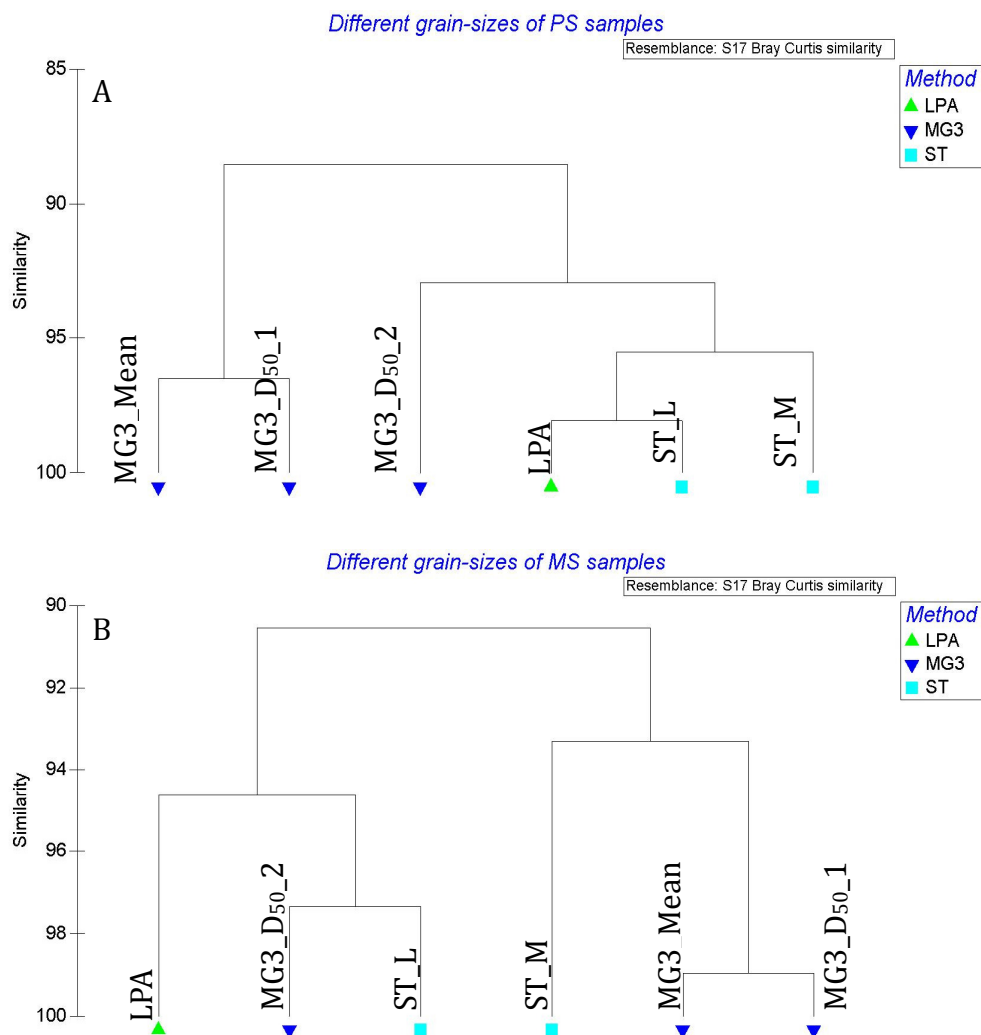 Different grain-sizes of PS samples
Resemblance: S17 Bray Curtis similarity
A
Method
LPA
MG3
ST
Similarity
85
90
95
100
MG3_Mean
MG3_D₅₀_1
MG3_D₅₀_2
LPA
ST_L
ST_M
Different grain-sizes of MS samples
Resemblance: S17 Bray Curtis similarity
B
Method
LPA
MG3
ST
Similarity
90
92
94
96
98
100
LPA
MG3_D₅₀_2
ST_L
ST_M
MG3_Mean
MG3_D₅₀_1